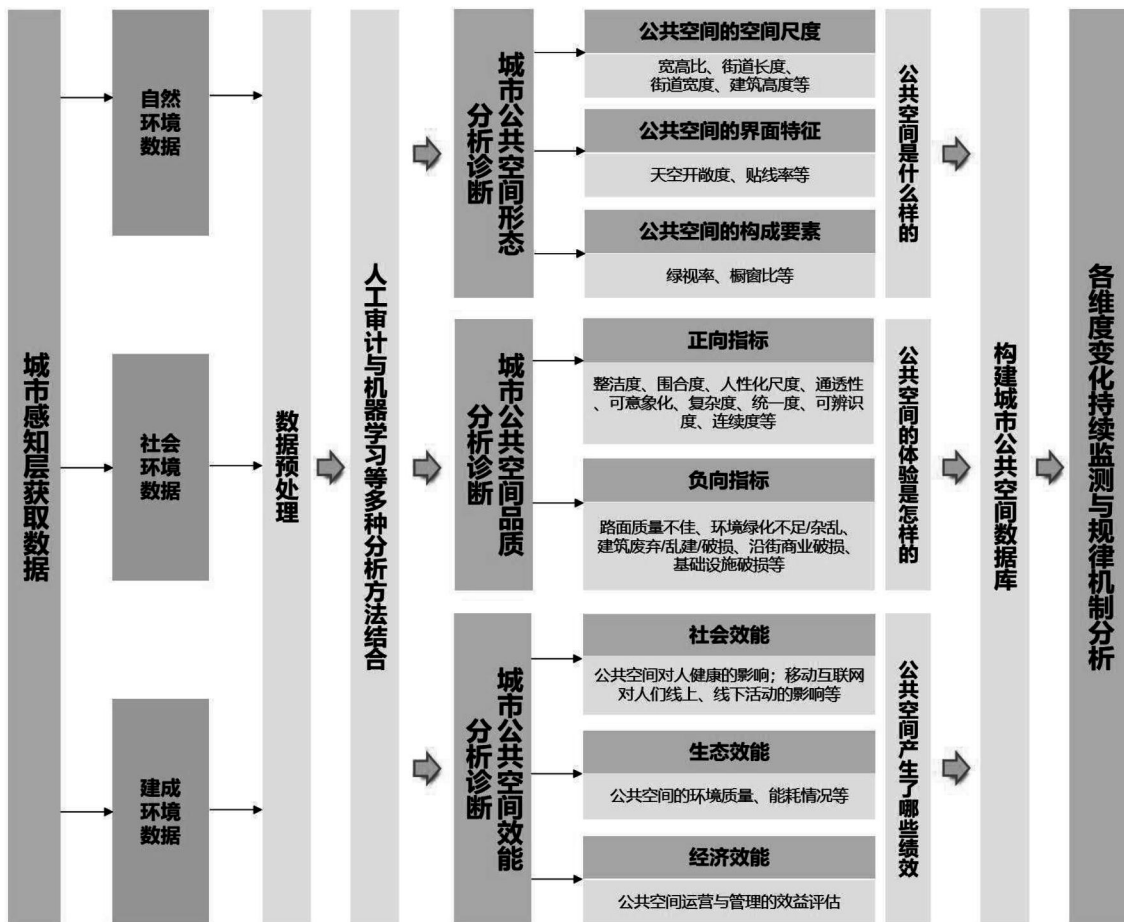 城市感知层获取数据
自然
环境
数据
社会
环境
数据
建成
环境
数据
数据预处理
人工审计与机器学习等多种分析方法结合
城市公共空间形态
分析诊断
公共空间的空间尺度
宽高比、街道长度、
街道宽度、建筑高度等
公共空间的界面特征
天空开敞度、贴线率等
公共空间的构成要素
绿视率、橱窗比等
公共空间是什么样的
城市公共空间品质
分析诊断
正向指标
整洁度、围合度、人性化尺度、通透性
、可意象化、复杂度、统一度、可辨识
度、连续度等
负向指标
路面质量不佳、环境绿化不足/杂乱、
建筑废弃/乱建/破损、沿街商业破损、
基础设施破损等
公共空间的体验是怎样的
城市公共空间效能
分析诊断
社会效能
公共空间对人健康的影响；移动互联网
对人们线上、线下活动的影响等
生态效能
公共空间的环境质量、能耗情况等
经济效能
公共空间运营与管理的效益评估
公共空间产生了哪些绩效
构建城市公共空间数据库
各维度变化持续监测与规律机制分析